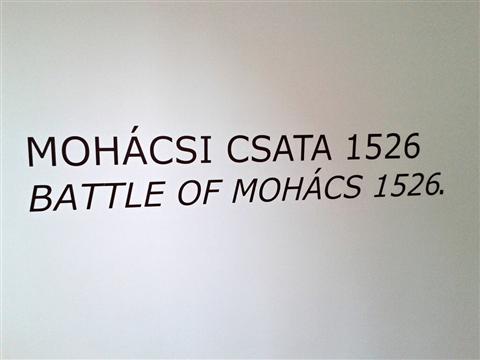 MOHÁCSI CSATA 1526
BATTLE OF MOHÁCS 1526.